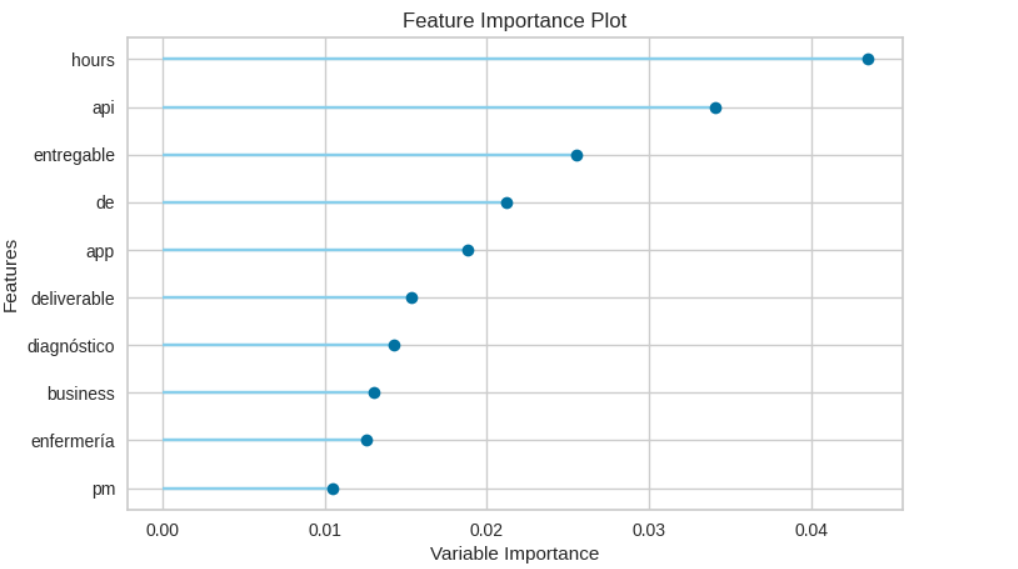 Feature Importance Plot
hours
api
entregable
de
app
deliverable
diagnóstico
business
enfermería
pm
Features
0.00 0.01 0.02 0.03 0.04
Variable Importance